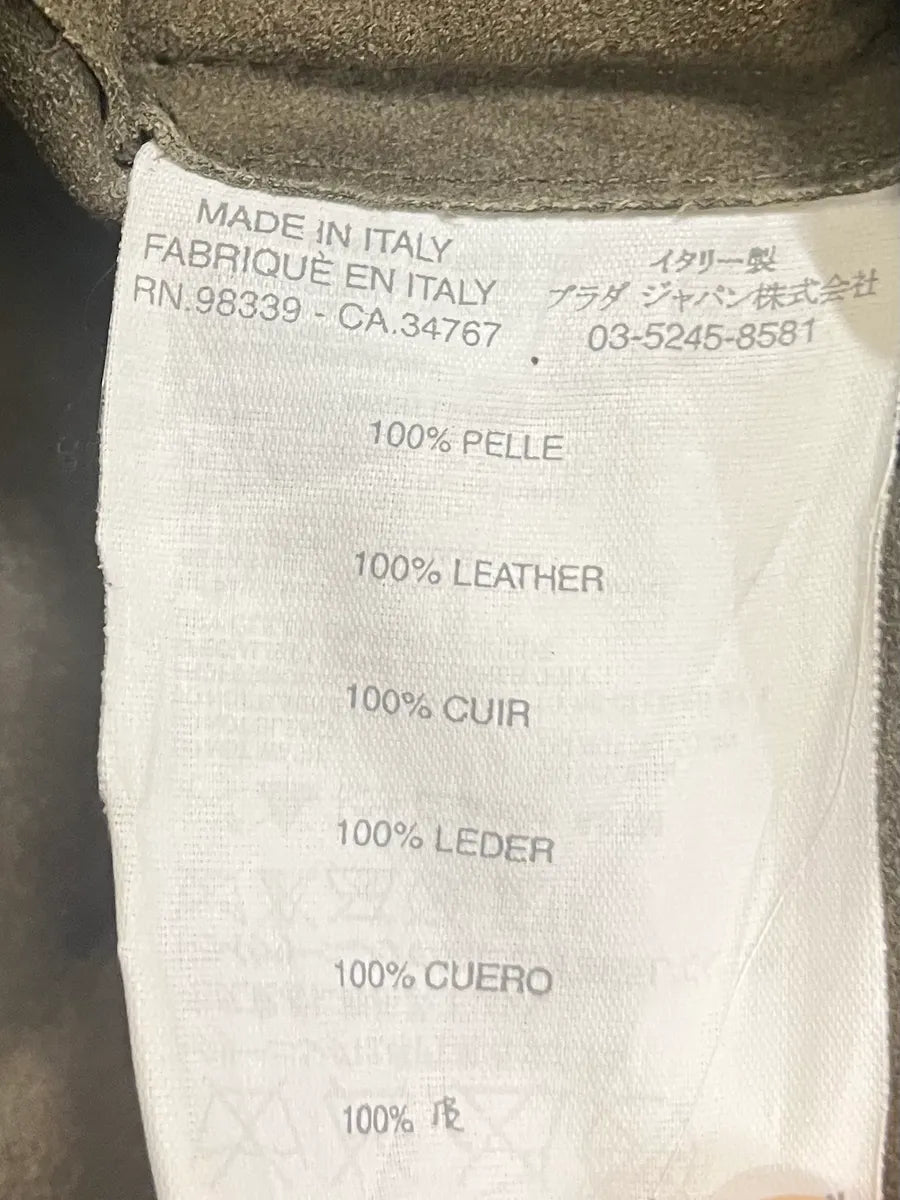 MADE IN ITALY
FABRIQUÈ EN ITALY
RN.98339 - CA.34767
イタリー製
プラダ ジャパン株式会社
03-5245-8581
100% PELLE
100% LEATHER
100% CUIR
100% LEDER
100% CUERO
100% 皮